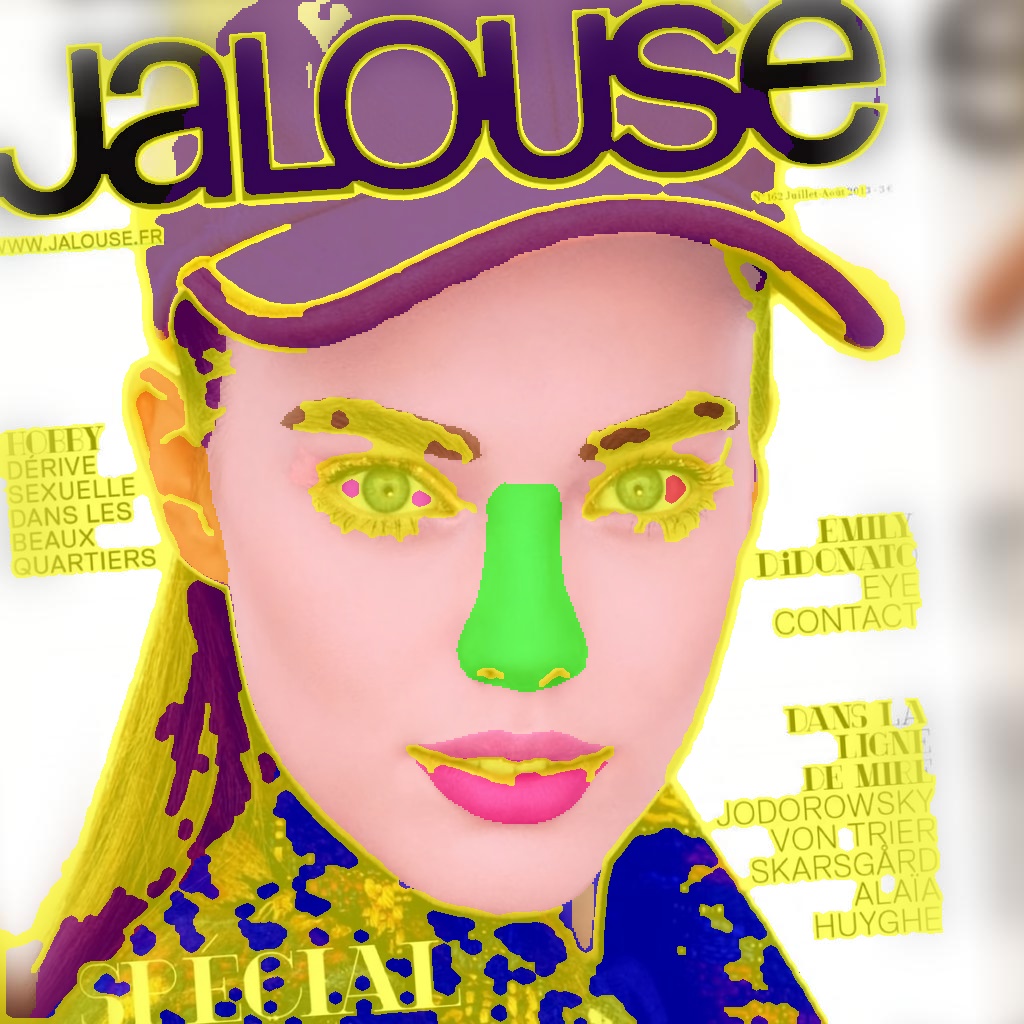 JaLOUSe
N°162 Juillet-Août 2013 - 3 €
WWW.JALOUSE.FR
HOBBY
DÉRIVE
SEXUELLE
DANS LES
BEAUX
QUARTIERS
EMILY
DiDONATO
EYE
CONTACT
DANS LA
LIGNE
DE MIRE
JODOROWSKY
VON TRIER
SKARSGÅRD
ALAÏA
HUYGHE
SPÉCIAL